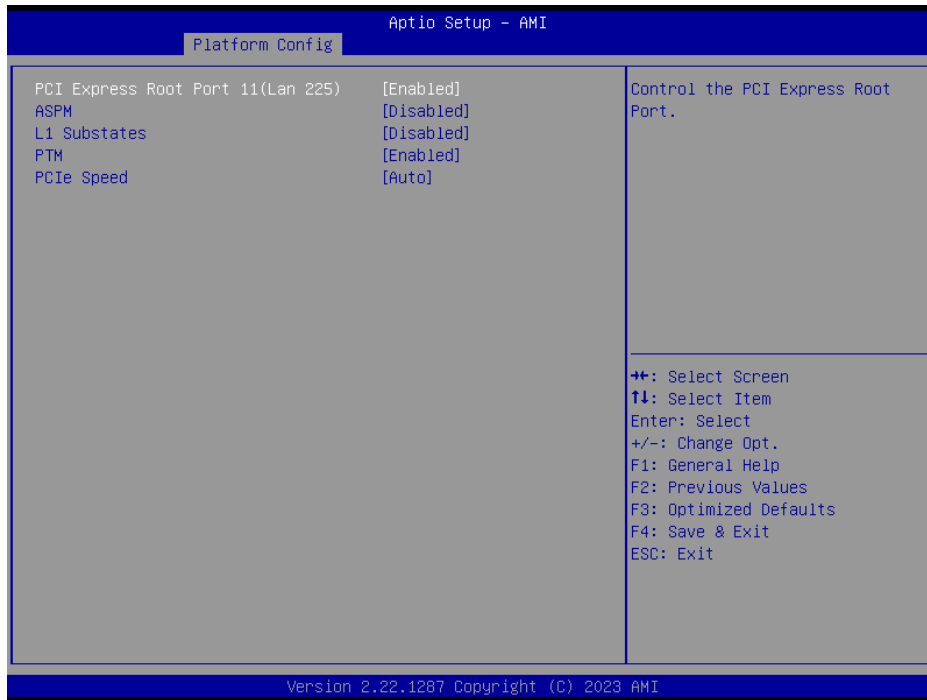 Aptio Setup – AMI
Platform Config
PCI Express Root Port 11(Lan 225) [Enabled]
ASPM [Disabled]
L1 Substates [Disabled]
PTM [Enabled]
PCIe Speed [Auto]
Control the PCI Express Root
Port.
→←: Select Screen
↑↓: Select Item
Enter: Select
+/-: Change Opt.
F1: General Help
F2: Previous Values
F3: Optimized Defaults
F4: Save & Exit
ESC: Exit
Version 2.22.1287 Copyright (C) 2023 AMI